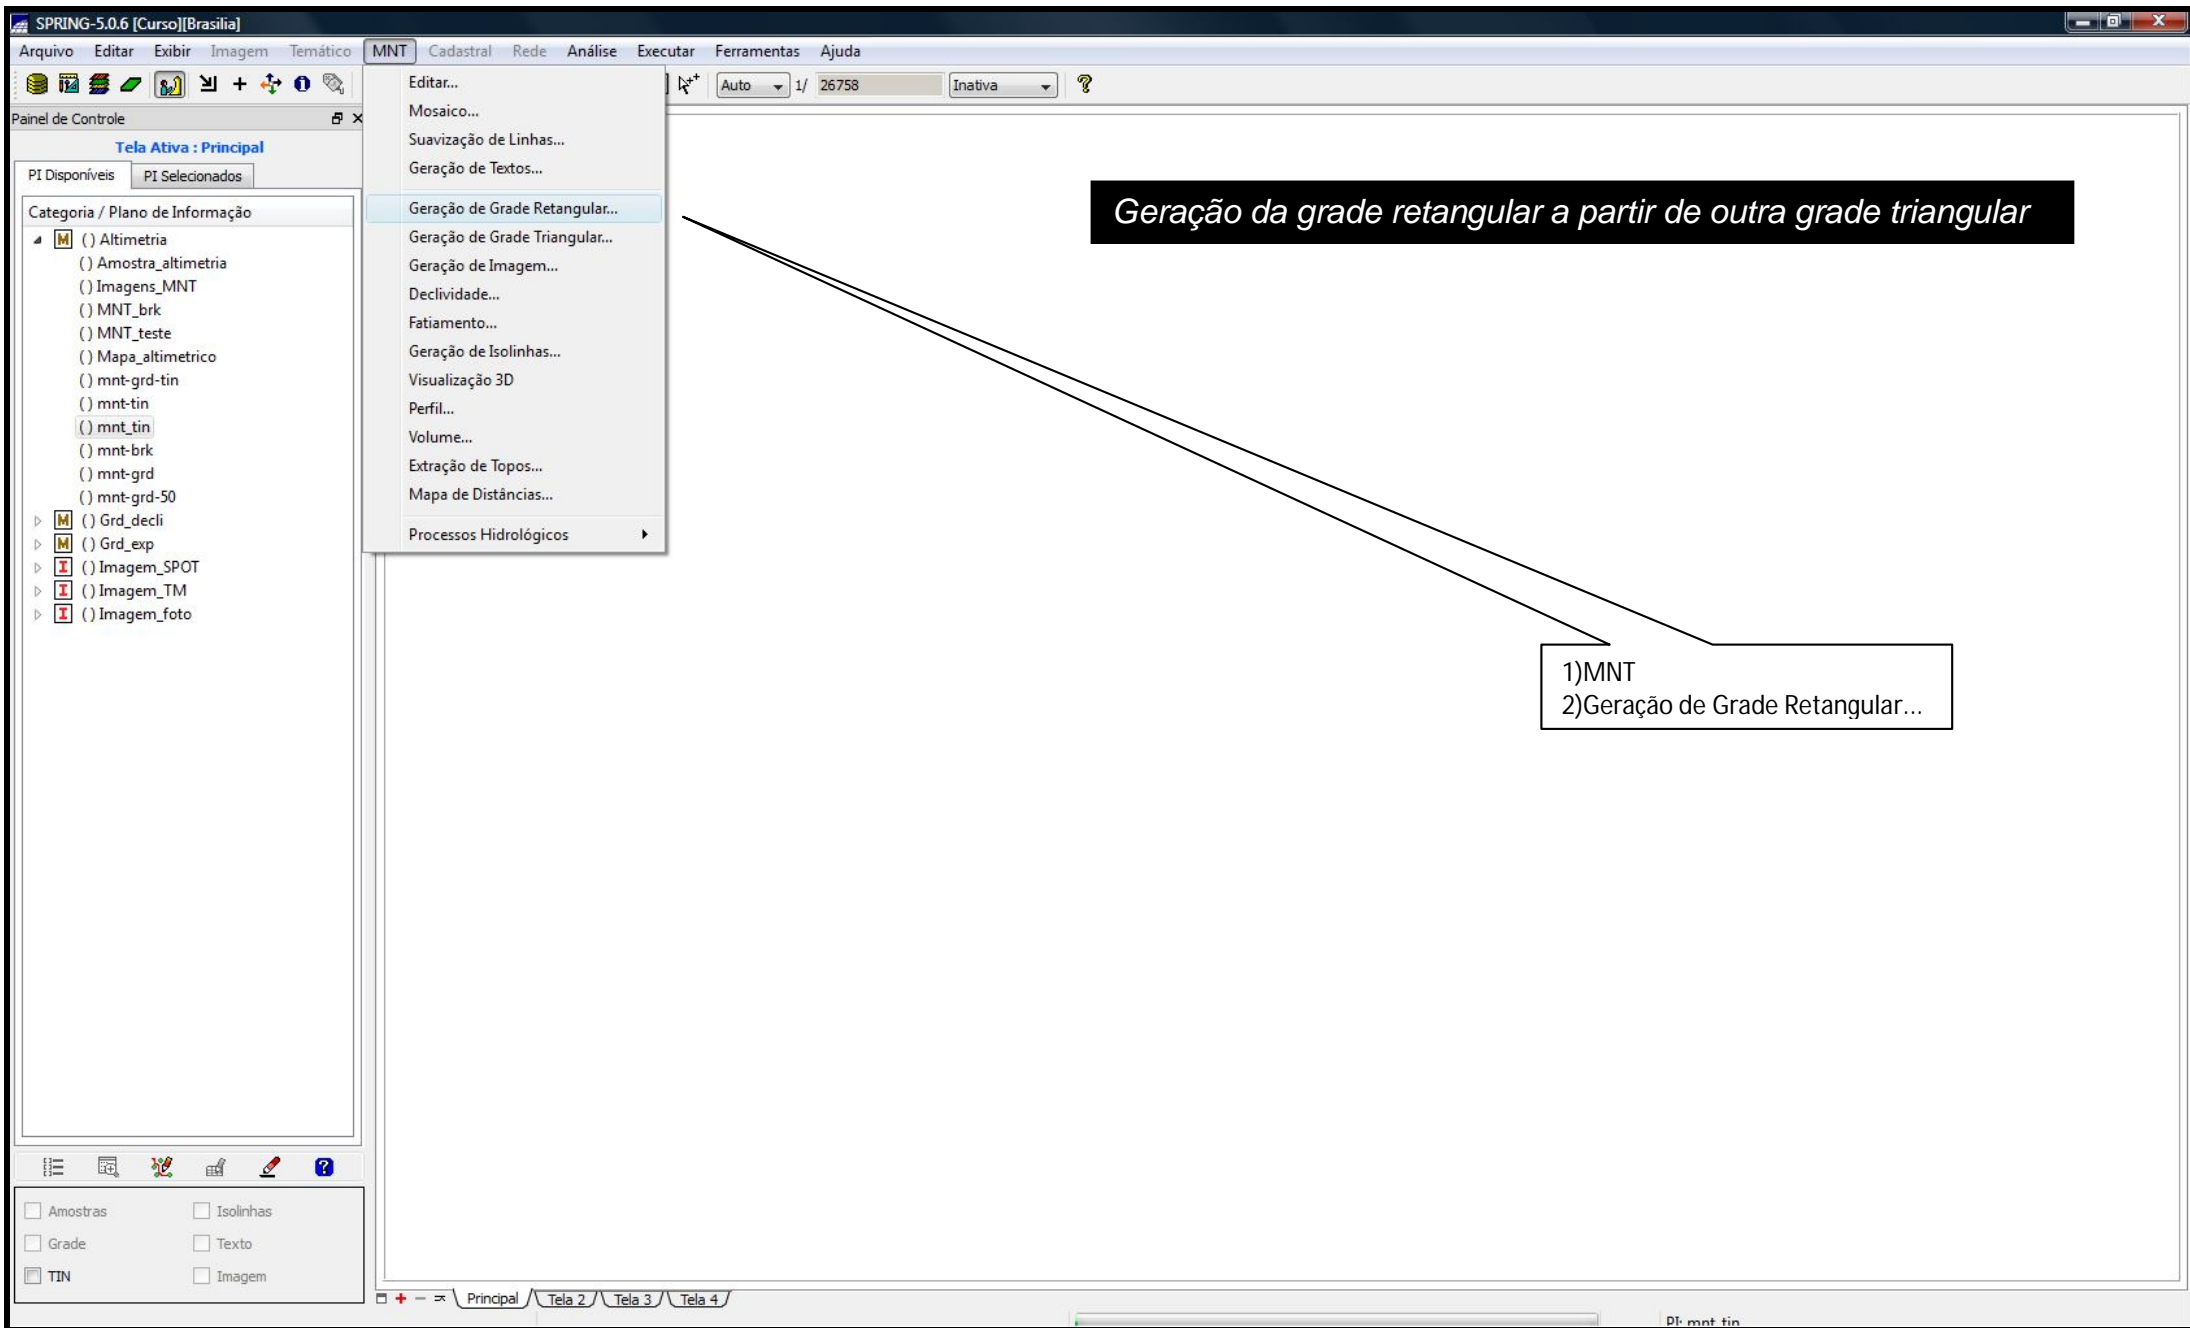 SPRING-5.0.6 [Curso][Brasilia]
Arquivo Editar Exibir Imagem Temático MNT Cadastral Rede Análise Executar Ferramentas Ajuda
Auto 1/ 26758 Inativa
Painel de Controle
Tela Ativa : Principal
PI Disponíveis PI Selecionados
Categoria / Plano de Informação
M () Altimetria
() Amostra_altimetria
() Imagens_MNT
() MNT_brk
() MNT_teste
() Mapa_altimetrico
() mnt-grd-tin
() mnt-tin
() mnt_tin
() mnt-brk
() mnt-grd
() mnt-grd-50
M () Grd_decli
M () Grd_exp
I () Imagem_SPOT
I () Imagem_TM
I () Imagem_foto
Editar...
Mosaico...
Suavização de Linhas...
Geração de Textos...
Geração de Grade Retangular...
Geração de Grade Triangular...
Geração de Imagem...
Declividade...
Fatiamento...
Geração de Isolinhas...
Visualização 3D
Perfil...
Volume...
Extração de Topos...
Mapa de Distâncias...
Processos Hidrológicos
Geração da grade retangular a partir de outra grade triangular
1)MNT
2)Geração de Grade Retangular...
Amostras Isolinhas
Grade Texto
TIN Imagem
Principal Tela 2 Tela 3 Tela 4
PI: mnt_tin